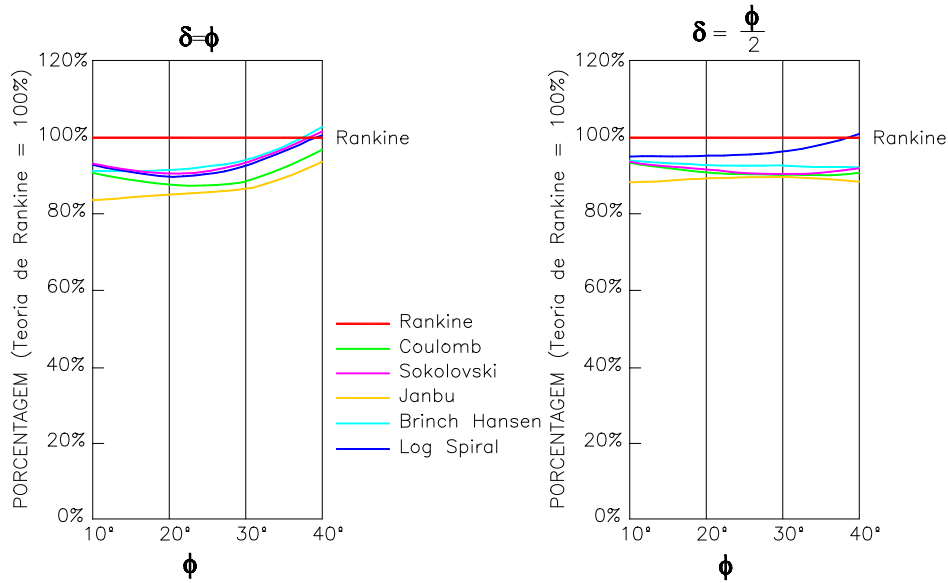 δ=ϕ
PORCENTAGEM (Teoria de Rankine = 100%)
120%
100%
80%
60%
40%
20%
0%
10°
20°
30°
40°
ϕ
Rankine
Rankine
Coulomb
Sokolovski
Janbu
Brinch Hansen
Log Spiral
δ = ϕ/2
PORCENTAGEM (Teoria de Rankine = 100%)
120%
100%
80%
60%
40%
20%
0%
10°
20°
30°
40°
ϕ
Rankine